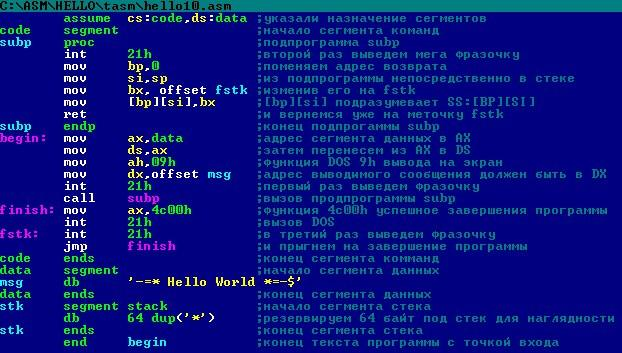 C:\ASM\HELLO\tasm\hello10.asm
assume cs:code,ds:data ;указали назначение сегментов
code segment ;начало сегмента команд
subp proc ;подпрограмма subp
int 21h ;второй раз выведем мега фразочку
mov bp,0 ;поменяем адрес возврата
mov si,sp ;из подпрограммы непосредственно в стеке
mov bx, offset fstk ;изменив его на fstk
mov [bp][si],bx ;[bp][si] подразумевает SS:[BP][SI]
ret ;и вернемся уже на меточку fstk
subp endp ;конец подпогаммы subp
begin: mov ax,data ;адрес сегмента данных в AX
mov ds,ax ;затем перенесем из AX в DS
mov ah,09h ;функция DOS 9h вывода на экран
mov dx,offset msg ;адрес выводимого сообщения должен быть в DX
int 21h ;первый раз выведем фразочку
call subp ;вызов продпрограммы subp
finish: mov ax,4c00h ;функция 4c00h успешное завершения программы
int 21h ;вызов DOS
fstk: int 21h ;в третий раз выведем фразочку
jmp finish ;и прыгнем на завершение программы
code ends ;конец сегмента комманд
data segment ;начало сегмента данных
msg db '-=* Hello World *=-$'
data ends ;конец сегмента данных
stk segment stack ;начало сегмента стека
db 64 dup('*') ;резервируем 64 байт под стек для наглядности
stk ends ;конец сегмента стека
end begin ;конец текста программы с точкой входа